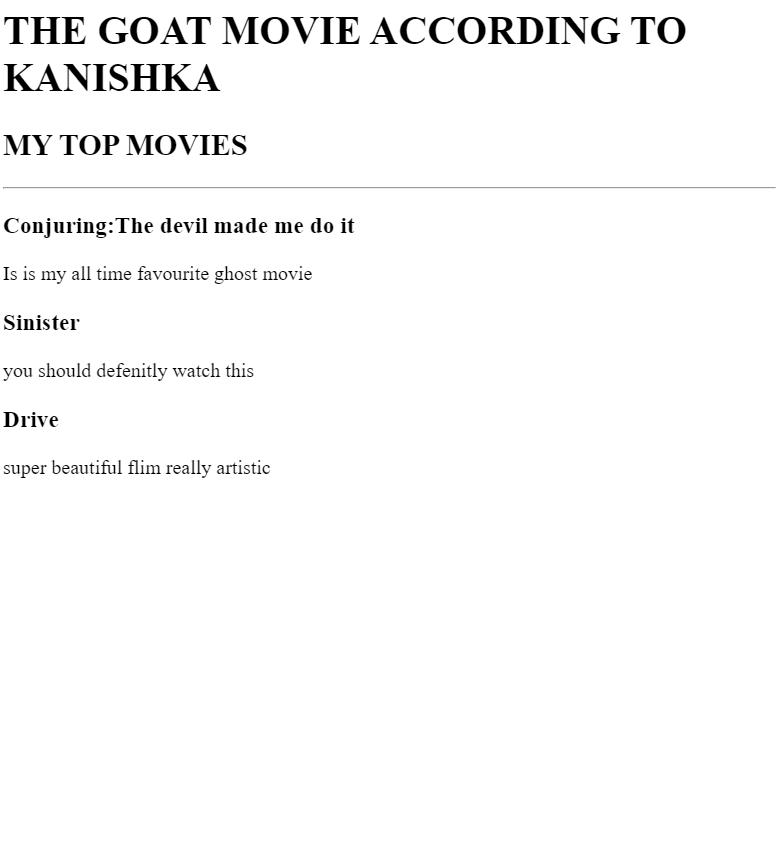 THE GOAT MOVIE ACCORDING TO
KANISHKA
MY TOP MOVIES
Conjuring:The devil made me do it
Is is my all time favourite ghost movie
Sinister
you should defenitly watch this
Drive
super beautiful flim really artistic